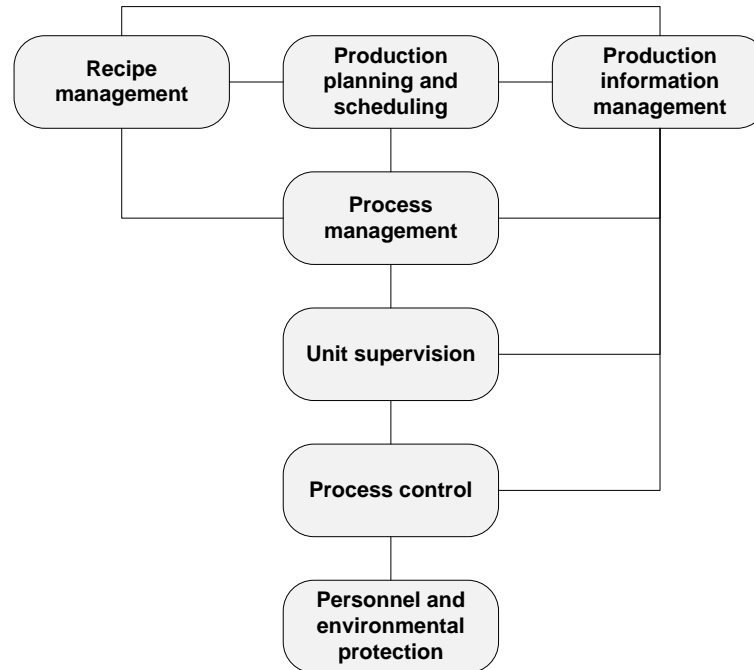 Recipe
management
Production
planning and
scheduling
Production
information
management
Process
management
Unit supervision
Process control
Personnel and
environmental
protection